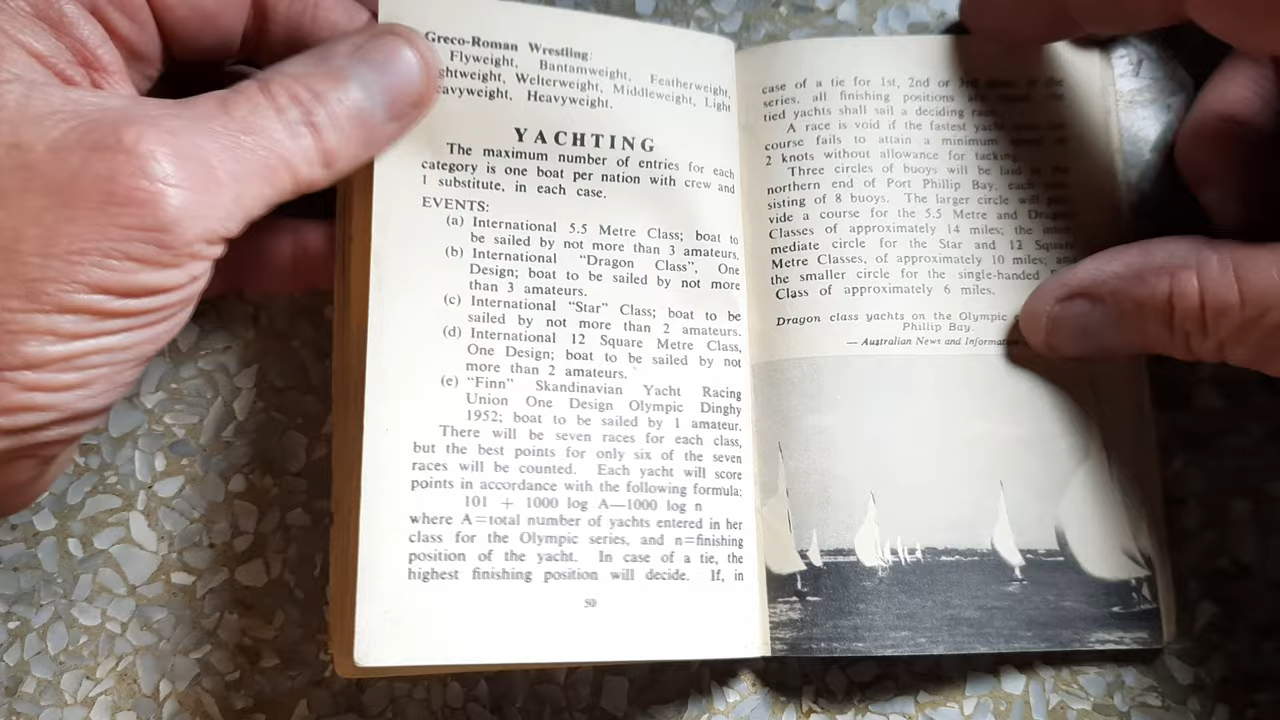 Greco-Roman Wrestling:
Flyweight, Bantamweight, Featherweight,
ghtweight, Welterweight, Middleweight, Light
eavyweight, Heavyweight.
YACHTING
The maximum number of entries for each
category is one boat per nation with crew and
1 substitute, in each case.
EVENTS:
(a) International 5.5 Metre Class; boat to
be sailed by not more than 3 amateurs.
(b) International "Dragon Class", One
Design; boat to be sailed by not more
than 3 amateurs.
(c) International "Star" Class; boat to be
sailed by not more than 2 amateurs.
(d) International 12 Square Metre Class,
One Design; boat to be sailed by not
more than 2 amateurs.
(e) "Finn" Skandinavian Yacht Racing
Union One Design Olympic Dinghy
1952; boat to be sailed by 1 amateur.
There will be seven races for each class,
but the best points for only six of the seven
races will be counted. Each yacht will score
points in accordance with the following formula:
101 + 1000 log A—1000 log n
where A=total number of yachts entered in her
class for the Olympic series, and n=finishing
position of the yacht. In case of a tie, the
highest finishing position will decide. If, in
50
case of a tie for 1st, 2nd or the
series, all finishing positions
tied yachts shall sail a deciding
A race is void if the fastest
course fails to attain a minimum
2 knots without allowance for tacking.
Three circles of buoys will be laid
northern end of Port Phillip Bay, each
sisting of 8 buoys. The larger circle will
vide a course for the 5.5 Metre and Dragon
Classes of approximately 14 miles; the inter
mediate circle for the Star and 12 Square
Metre Classes, of approximately 10 miles; and
the smaller circle for the single-handed
Class of approximately 6 miles.
Dragon class yachts on the Olympic
Phillip Bay.
— Australian News and Informat